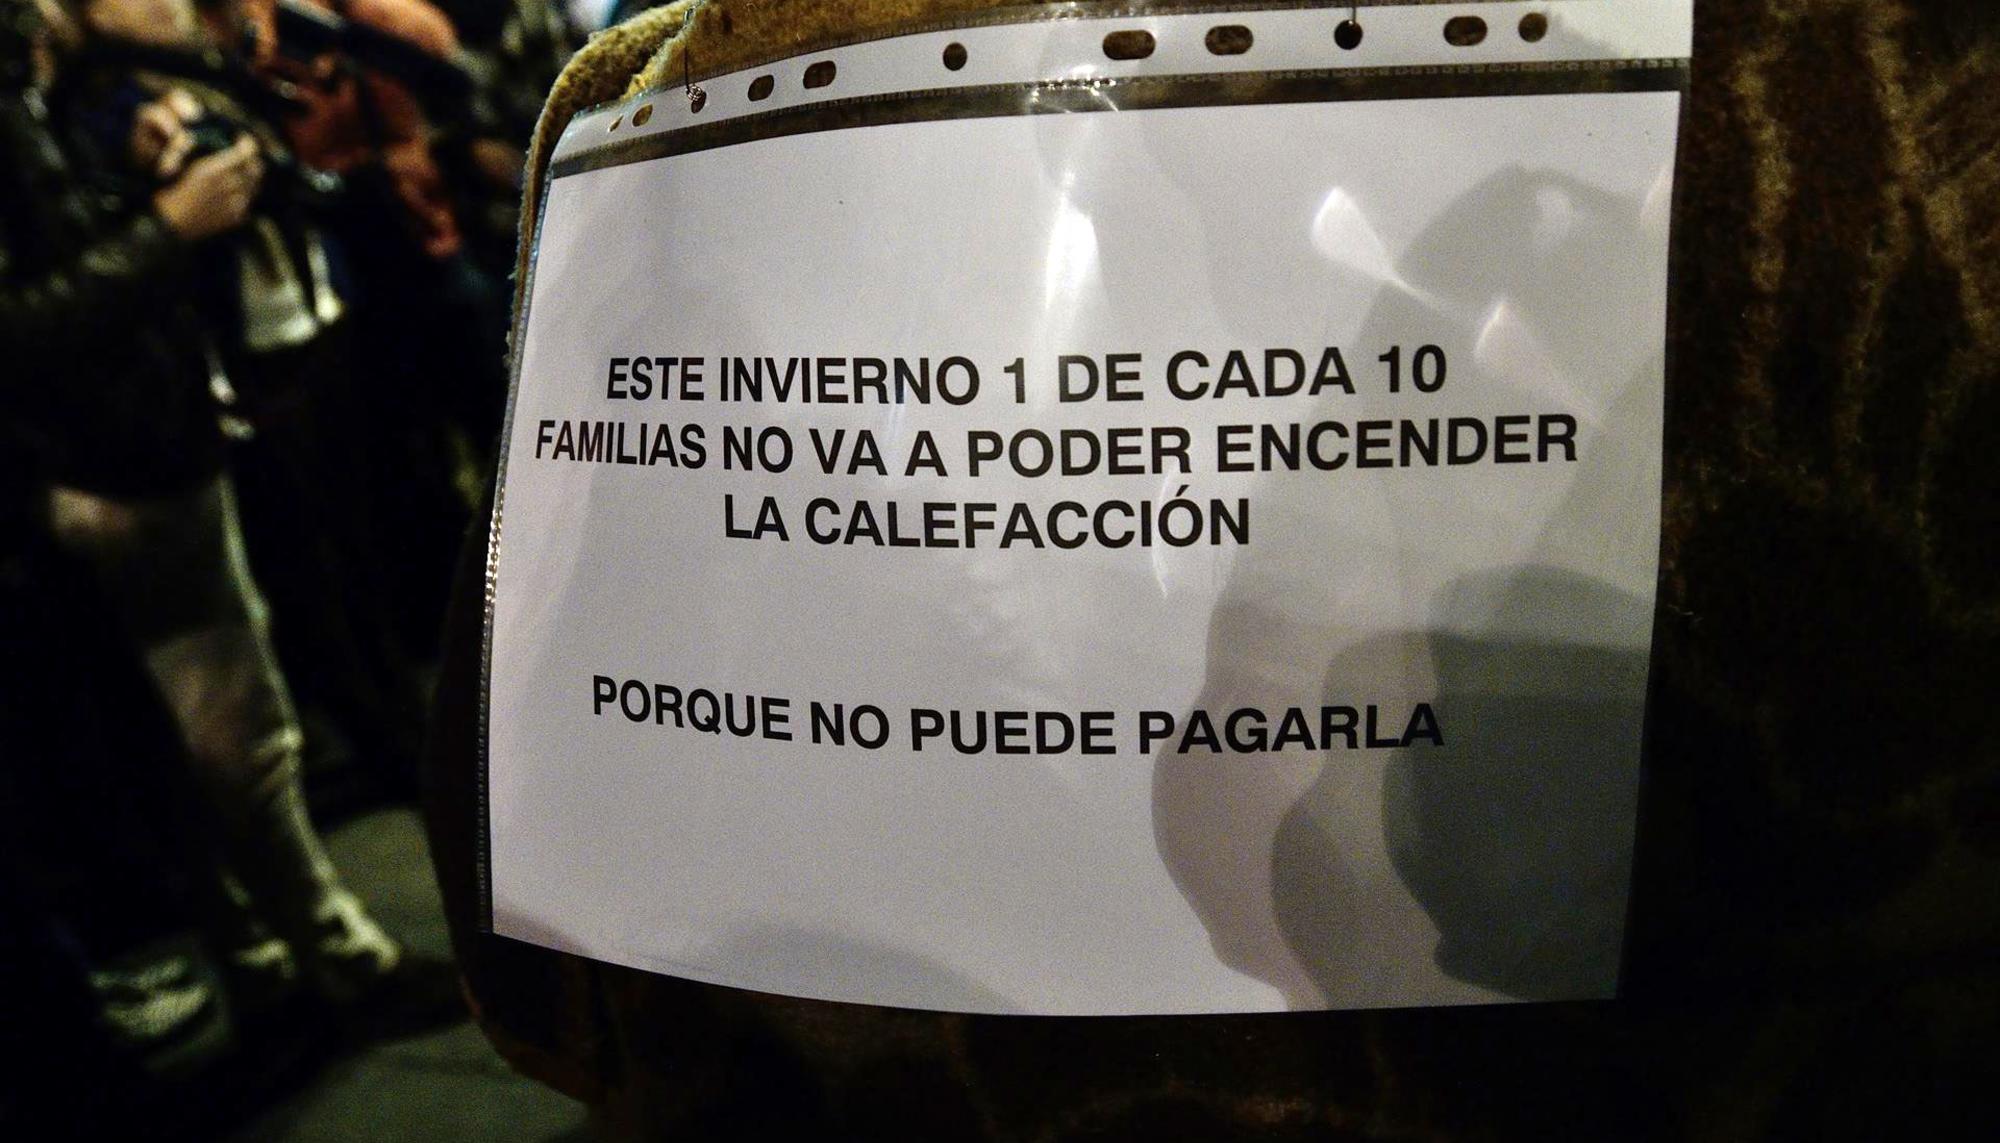 ESTE INVIERNO 1 DE CADA 10
FAMILIAS NO VA A PODER ENCENDER
LA CALEFACCIÓN
PORQUE NO PUEDE PAGARLA